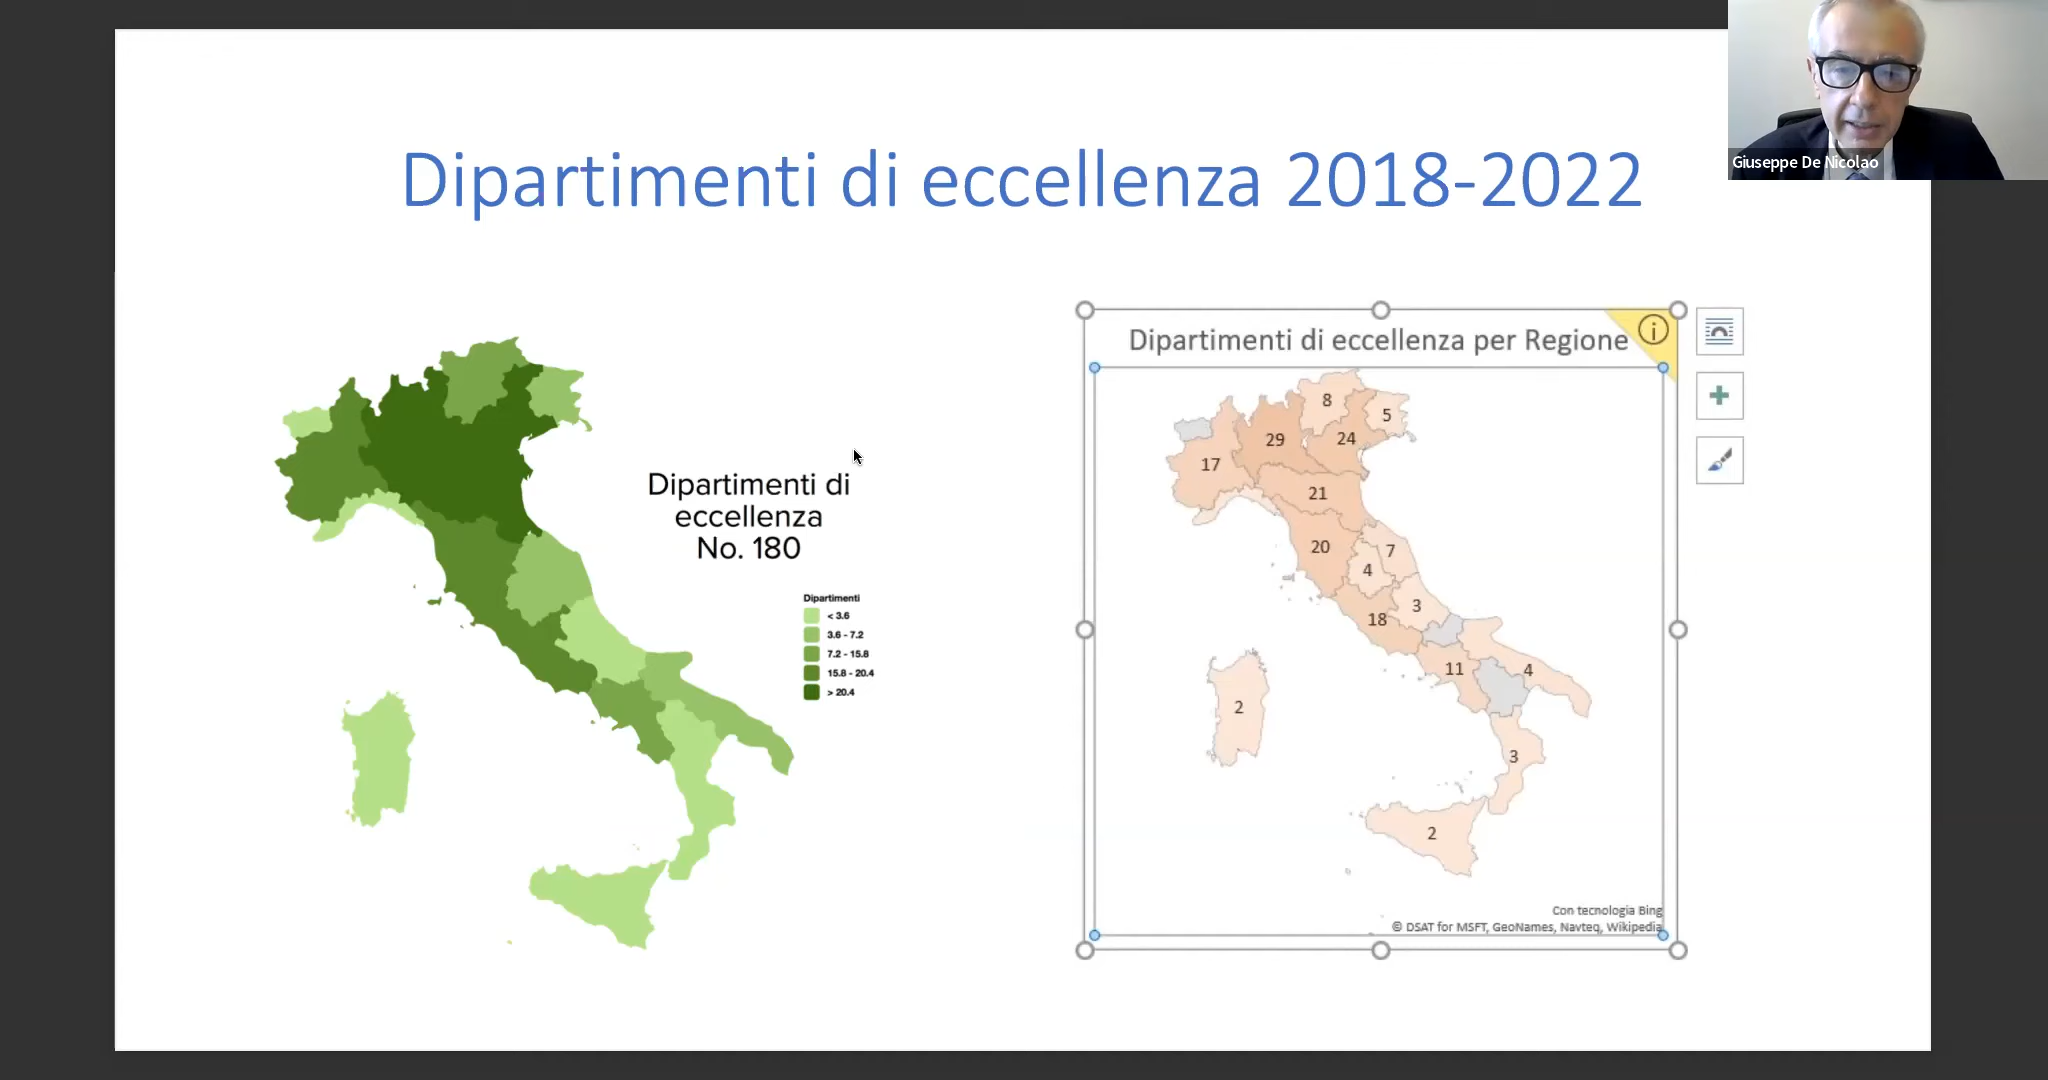 Giuseppe De Nicolao
Dipartimenti di eccellenza 2018-2022
Dipartimenti di
eccellenza
No. 180
Dipartimenti
< 3.6
3.6 - 7.2
7.2 - 15.8
15.8 - 20.4
> 20.4
Dipartimenti di eccellenza per Regione
8
5
29
24
17
21
20
7
4
3
18
11
4
2
3
2
Con tecnologia Bing
© DSAT for MSFT, GeoNames, Navteq, Wikipedia